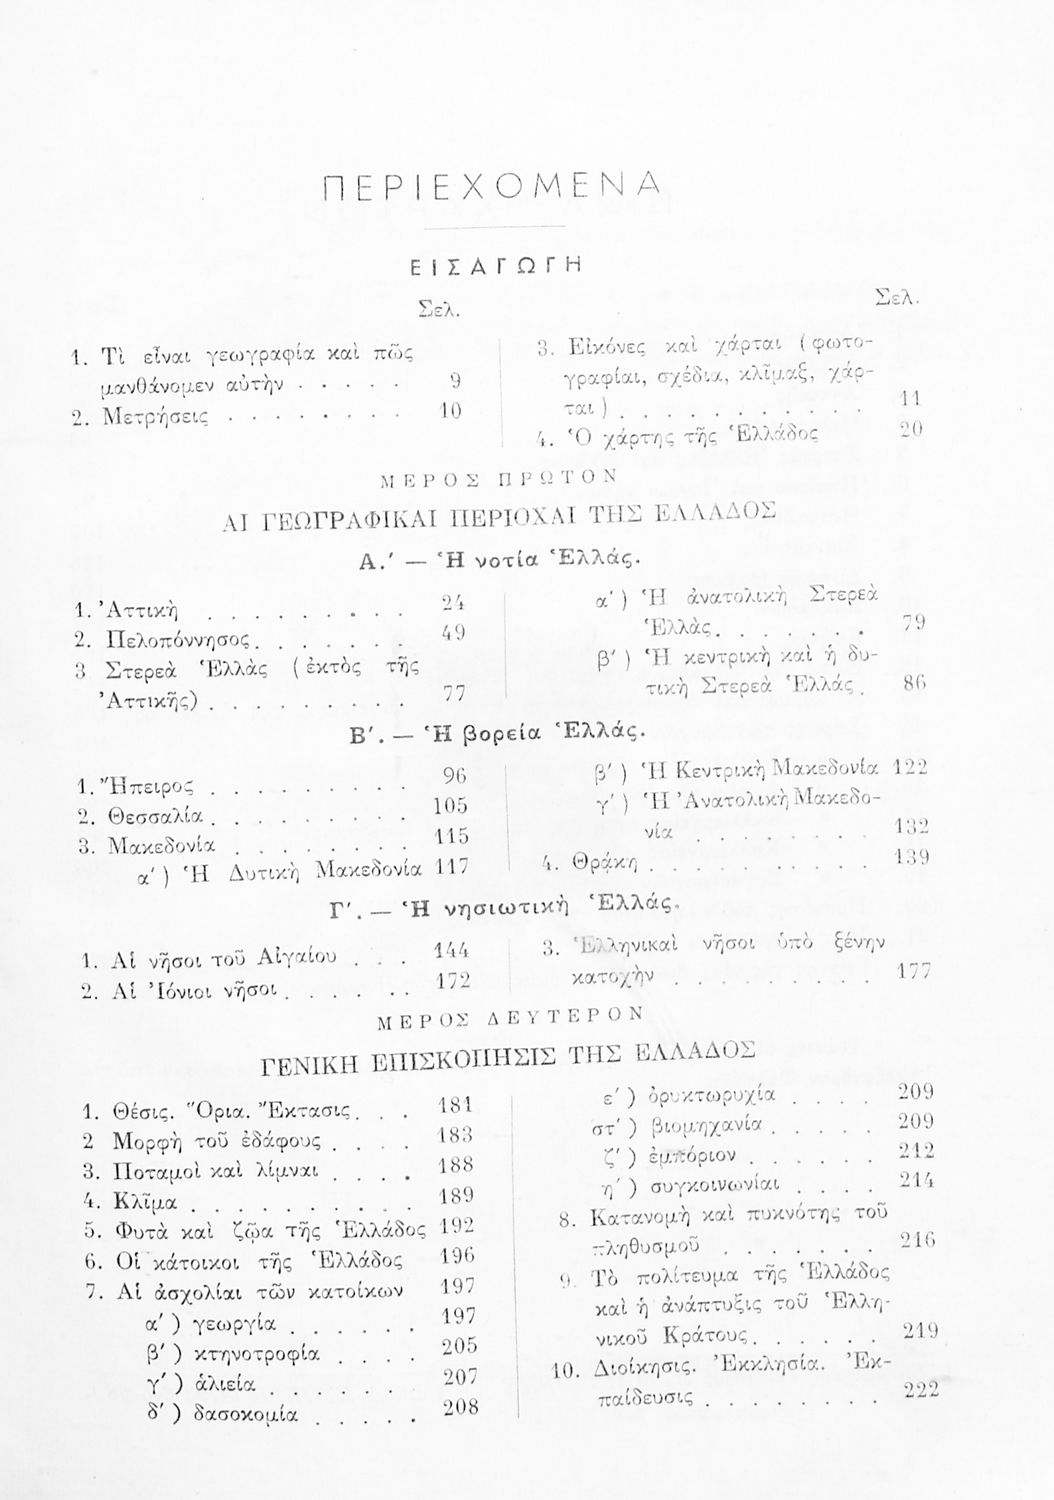 ΠΕΡΙΕΧΟΜΕΝΑ
ΕΙΣΑΓΩΓΗ
Σελ.
1. Τὶ εἶναι γεωγραφία καὶ πῶς
μανθάνομεν αὐτὴν . . . . . 9
2. Μετρήσεις . . . . . . . . 10
Σελ.
3. Εἰκόνες καὶ χάρται (φωτο-
γραφίαι, σχέδια, κλῖμαξ, χάρ-
ται) . . . . . . . . . . 11
4. Ὁ χάρτης τῆς Ἑλλάδος 20
ΜΕΡΟΣ ΠΡΩΤΟΝ
ΑΙ ΓΕΩΓΡΑΦΙΚΑΙ ΠΕΡΙΟΧΑΙ ΤΗΣ ΕΛΛΑΔΟΣ
Α.′ — Ἡ νοτία Ἑλλάς.
1. Ἀττικὴ . . . . . . . . . 24
2. Πελοπόννησος. . . . . . . 49
3 Στερεὰ Ἑλλὰς (ἐκτὸς τῆς
Ἀττικῆς) . . . . . . . . . 77
α′) Ἡ ἀνατολικὴ Στερεὰ
Ἑλλὰς. . . . . . . 79
β′) Ἡ κεντρικὴ καὶ ἡ δυ-
τικὴ Στερεὰ Ἑλλάς. 86
Β′. — Ἡ βορεία Ἑλλάς.
1. Ἤπειρος . . . . . . . . . 96
2. Θεσσαλία. . . . . . . . . 105
3. Μακεδονία . . . . . . . . 115
α′) Ἡ Δυτικὴ Μακεδονία 117
β′) Ἡ Κεντρικὴ Μακεδονία 122
γ′) Ἡ Ἀνατολικὴ Μακεδο-
νία . . . . . . . . 132
4. Θράκη . . . . . . . . . . 139
Γ′. — Ἡ νησιωτικὴ Ἑλλάς.
1. Αἱ νῆσοι τοῦ Αἰγαίου . . . 144
2. Αἱ Ἰόνιοι νῆσοι. . . . . . 172
3. Ἑλληνικαὶ νῆσοι ὑπὸ ξένην
κατοχὴν . . . . . . . . . 177
ΜΕΡΟΣ ΔΕΥΤΕΡΟΝ
ΓΕΝΙΚΗ ΕΠΙΣΚΟΠΗΣΙΣ ΤΗΣ ΕΛΛΑΔΟΣ
1. Θέσις. Ὅρια. Ἔκτασις. . . 181
2 Μορφὴ τοῦ ἐδάφους . . . . 183
3. Ποταμοὶ καὶ λίμναι . . . . 188
4. Κλῖμα . . . . . . . . . . 189
5. Φυτὰ καὶ ζῷα τῆς Ἑλλάδος 192
6. Οἱ κάτοικοι τῆς Ἑλλάδος 196
7. Αἱ ἀσχολίαι τῶν κατοίκων 197
α′) γεωργία . . . . . . 197
β′) κτηνοτροφία . . . . 205
γ′) ἁλιεία . . . . . . 207
δ′) δασοκομία . . . . . 208
ε′) ὀρυκτωρυχία . . . . 209
στ′) βιομηχανία . . . . . 209
ζ′) ἐμπόριον . . . . . . 212
η′) συγκοινωνίαι . . . . 214
8. Κατανομὴ καὶ πυκνότης τοῦ
πληθυσμοῦ . . . . . . . 216
9. Τὸ πολίτευμα τῆς Ἑλλάδος
καὶ ἡ ἀνάπτυξις τοῦ Ἑλλη-
νικοῦ Κράτους. . . . . . 219
10. Διοίκησις. Ἐκκλησία. Ἐκ-
παίδευσις . . . . . . . . 222